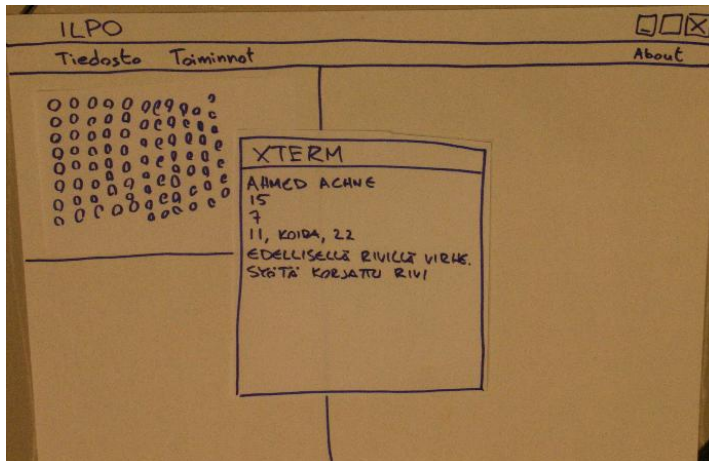 ILPO
Tiedosto Toiminnot About
XTERM
AHMED ACHNE
15
7
11, KOIRA, 22
EDELLISELLÄ RIVILLÄ VIRHE.
SYÖTÄ KORJATTU RIVI